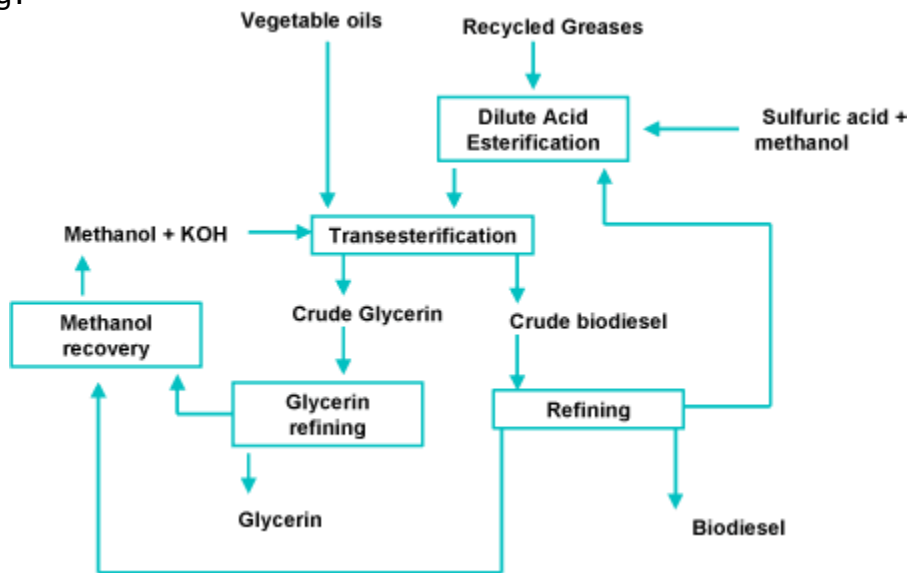 Vegetable oils
Recycled Greases
Dilute Acid
Esterification
Sulfuric acid +
methanol
Methanol + KOH
Transesterification
Crude Glycerin
Crude biodiesel
Methanol
recovery
Glycerin
refining
Refining
Glycerin
Biodiesel